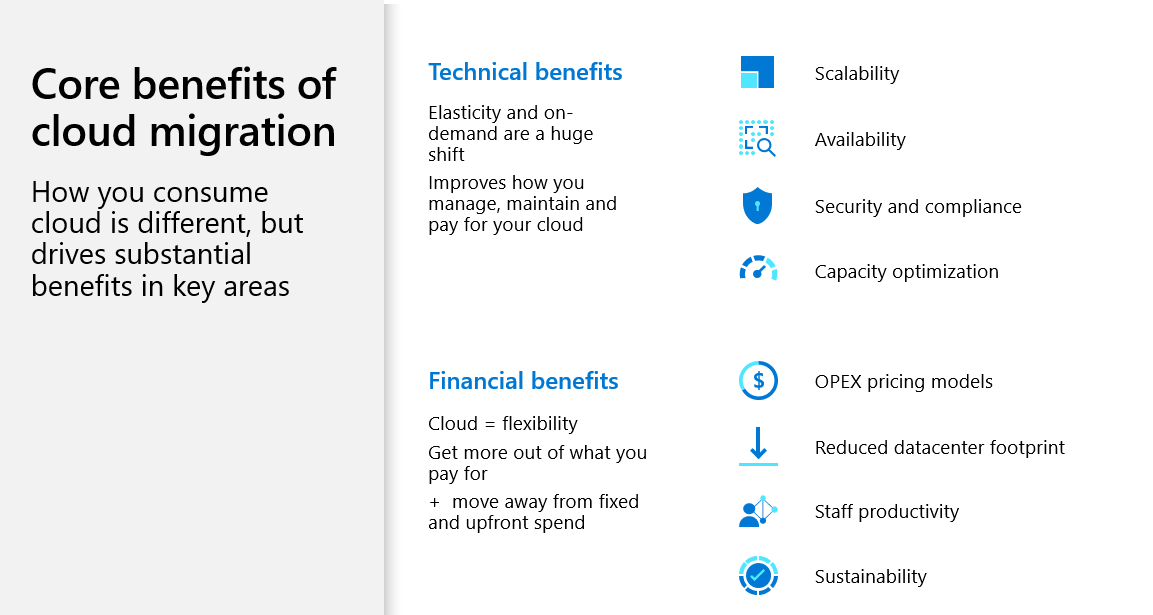 Core benefits of
cloud migration
How you consume
cloud is different, but
drives substantial
benefits in key areas
Technical benefits
Elasticity and on-
demand are a huge
shift
Improves how you
manage, maintain and
pay for your cloud
Scalability
Availability
Security and compliance
Capacity optimization
Financial benefits
Cloud = flexibility
Get more out of what you
pay for
+ move away from fixed
and upfront spend
$
OPEX pricing models
Reduced datacenter footprint
Staff productivity
Sustainability